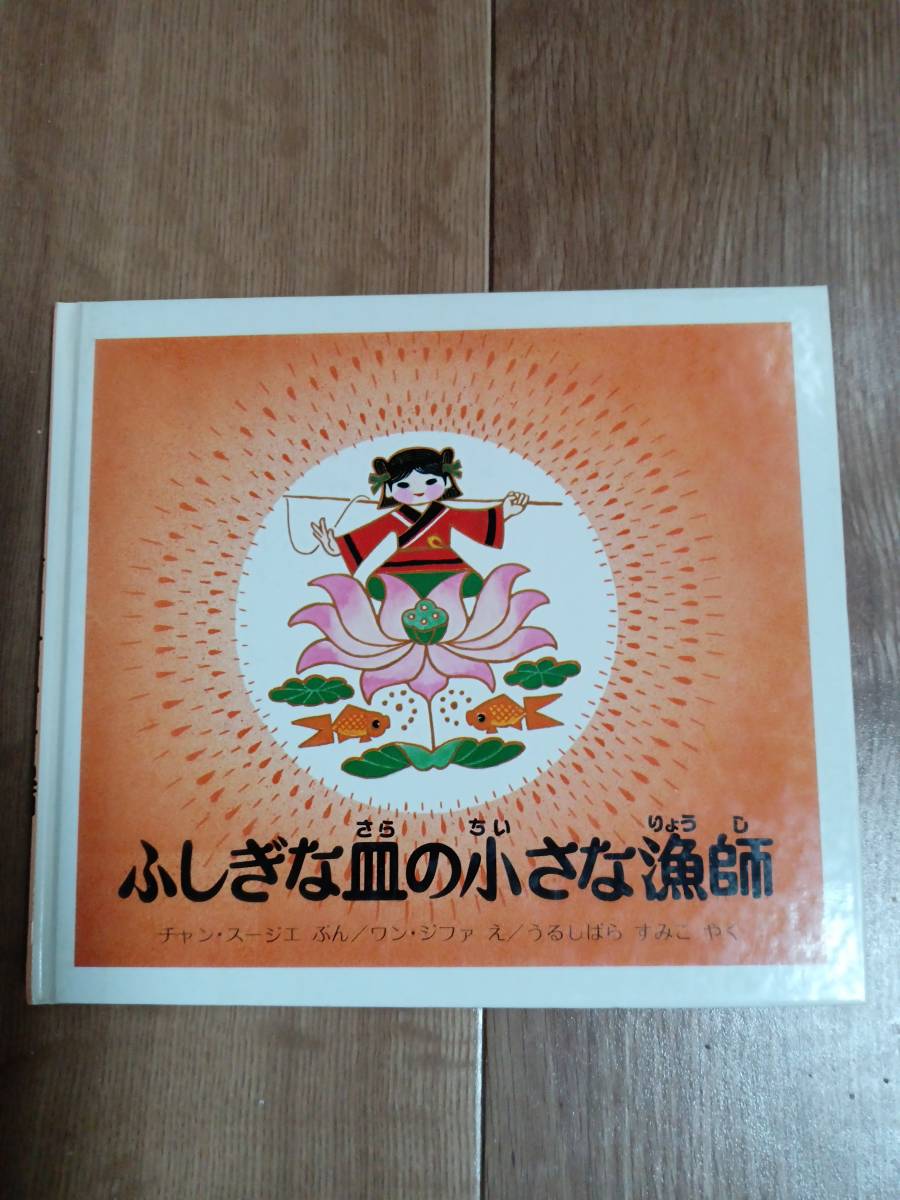 さら ちい りょう し
ふしぎな皿の小さな漁師
チャン・スージエ ぶん/ワン・ジファ え/うるしばら すみこ やく